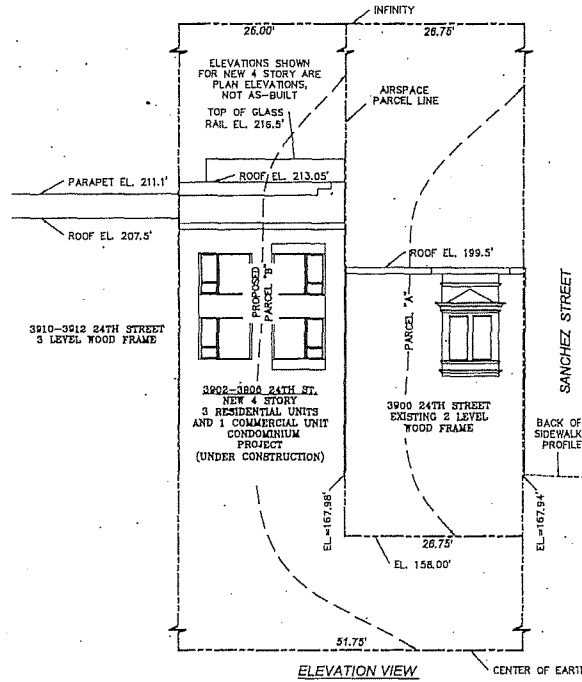 INFINITY
25.00'
26.75'
ELEVATIONS SHOWN
FOR NEW 4 STORY ARE
PLAN ELEVATIONS,
NOT AS-BUILT
AIRSPACE
PARCEL LINE
TOP OF GLASS
RAIL EL. 216.5'
PARAPET EL. 211.1'
ROOF EL. 213.05'
ROOF EL. 207.5'
ROOF EL. 199.5'
PROPOSED
PARCEL "B"
PARCEL "A"
SANCHEZ STREET
3910-3912 24TH STREET
3 LEVEL WOOD FRAME
3902-3906 24TH ST.
NEW 4 STORY
3 RESIDENTIAL UNITS
AND 1 COMMERCIAL UNIT
CONDOMINIUM
PROJECT
(UNDER CONSTRUCTION)
3900 24TH STREET
EXISTING 2 LEVEL
WOOD FRAME
BACK OF
SIDEWALK
PROFILE
EL.=167.98'
EL.=167.94'
26.75'
EL. 158.00'
51.75'
ELEVATION VIEW
CENTER OF EARTH